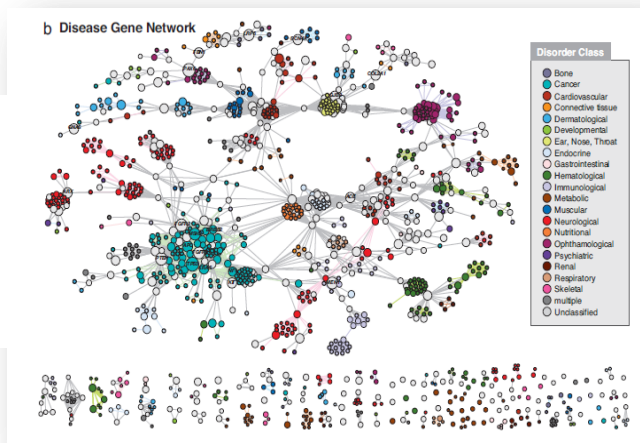 b Disease Gene Network
Disorder Class
Bone
Cancer
Cardiovascular
Connective tissue
Dermatological
Developmental
Ear, Nose, Throat
Endocrine
Gastrointestinal
Hematological
Immunological
Metabolic
Muscular
Neurological
Nutritional
Ophthamological
Psychiatric
Renal
Respiratory
Skeletal
multiple
Unclassified